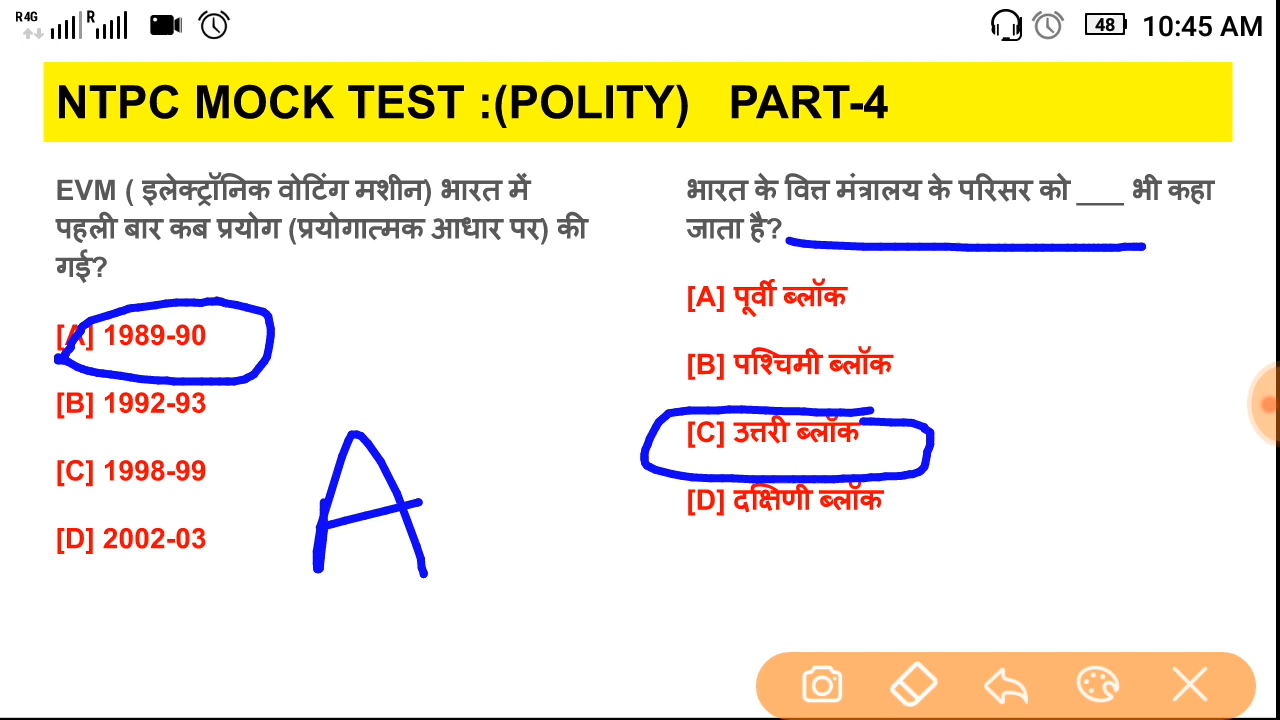 R4G R 48 10:45 AM
NTPC MOCK TEST :(POLITY) PART-4
EVM ( इलेक्ट्रॉनिक वोटिंग मशीन) भारत में
पहली बार कब प्रयोग (प्रयोगात्मक आधार पर) की
गई?
[A] 1989-90
[B] 1992-93
[C] 1998-99
[D] 2002-03
A
भारत के वित्त मंत्रालय के परिसर को ___ भी कहा
जाता है?
[A] पूर्वी ब्लॉक
[B] पश्चिमी ब्लॉक
[C] उत्तरी ब्लॉक
[D] दक्षिणी ब्लॉक